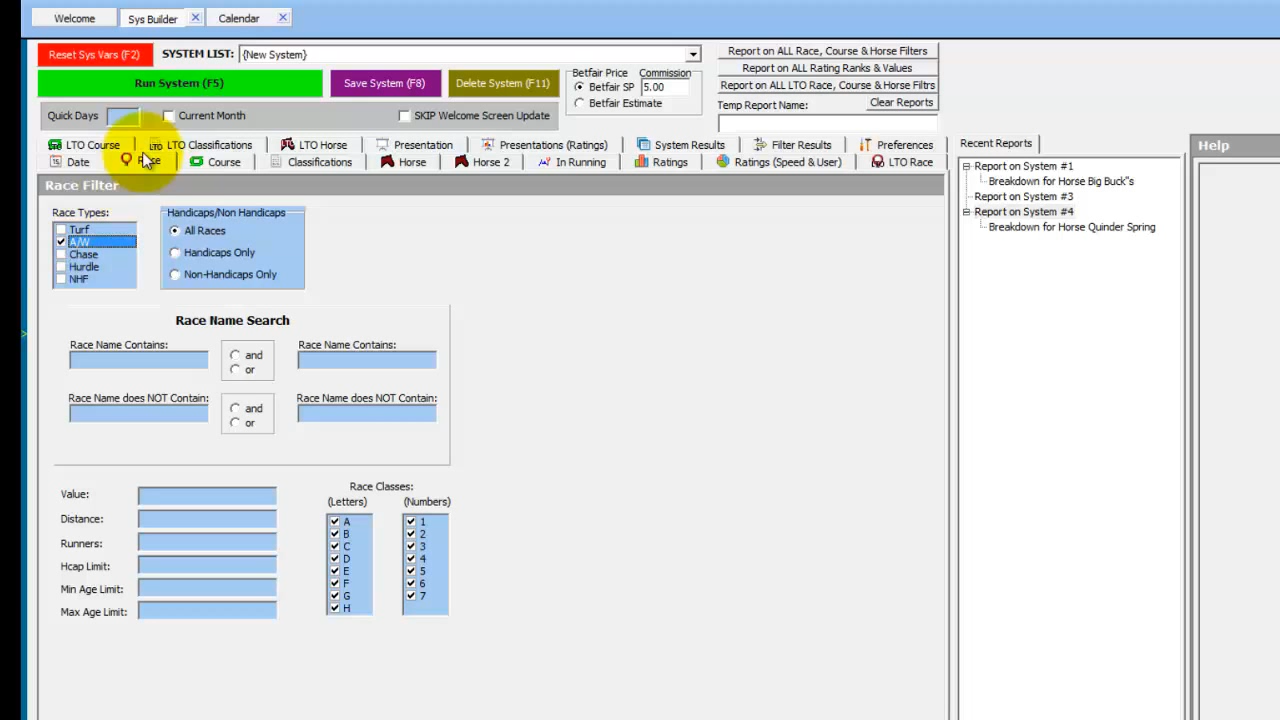 Welcome
Sys Builder
Calendar
Reset Sys Vars (F2)
SYSTEM LIST:
{New System}
Run System (F5)
Save System (F8)
Delete System (F11)
Betfair Price
Betfair SP
Betfair Estimate
Commission
5.00
Report on ALL Race, Course & Horse Filters
Report on ALL Rating Ranks & Values
Report on ALL LTO Race, Course & Horse Filtrs
Temp Report Name:
Clear Reports
Quick Days
Current Month
SKIP Welcome Screen Update
LTO Course
LTO Classifications
LTO Horse
Presentation
Presentations (Ratings)
System Results
Filter Results
Preferences
Date
Race
Course
Classifications
Horse
Horse 2
In Running
Ratings
Ratings (Speed & User)
LTO Race
Race Filter
Race Types:
Turf
A/W
Chase
Hurdle
NHF
Handicaps/Non Handicaps
All Races
Handicaps Only
Non-Handicaps Only
Race Name Search
Race Name Contains:
and
or
Race Name Contains:
Race Name does NOT Contain:
and
or
Race Name does NOT Contain:
Value:
Distance:
Runners:
Hcap Limit:
Min Age Limit:
Max Age Limit:
Race Classes:
(Letters)
A
B
C
D
E
F
G
H
(Numbers)
1
2
3
4
5
6
7
Recent Reports
Report on System #1
Breakdown for Horse Big Buck"s
Report on System #3
Report on System #4
Breakdown for Horse Quinder Spring
Help